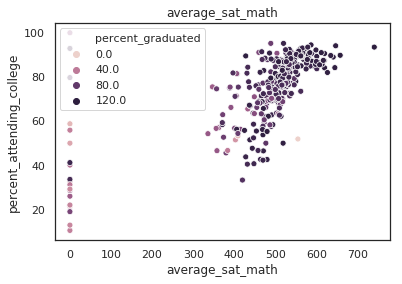 average_sat_math
percent_attending_college
100
80
60
40
20
percent_graduated
0.0
40.0
80.0
120.0
0 100 200 300 400 500 600 700
average_sat_math